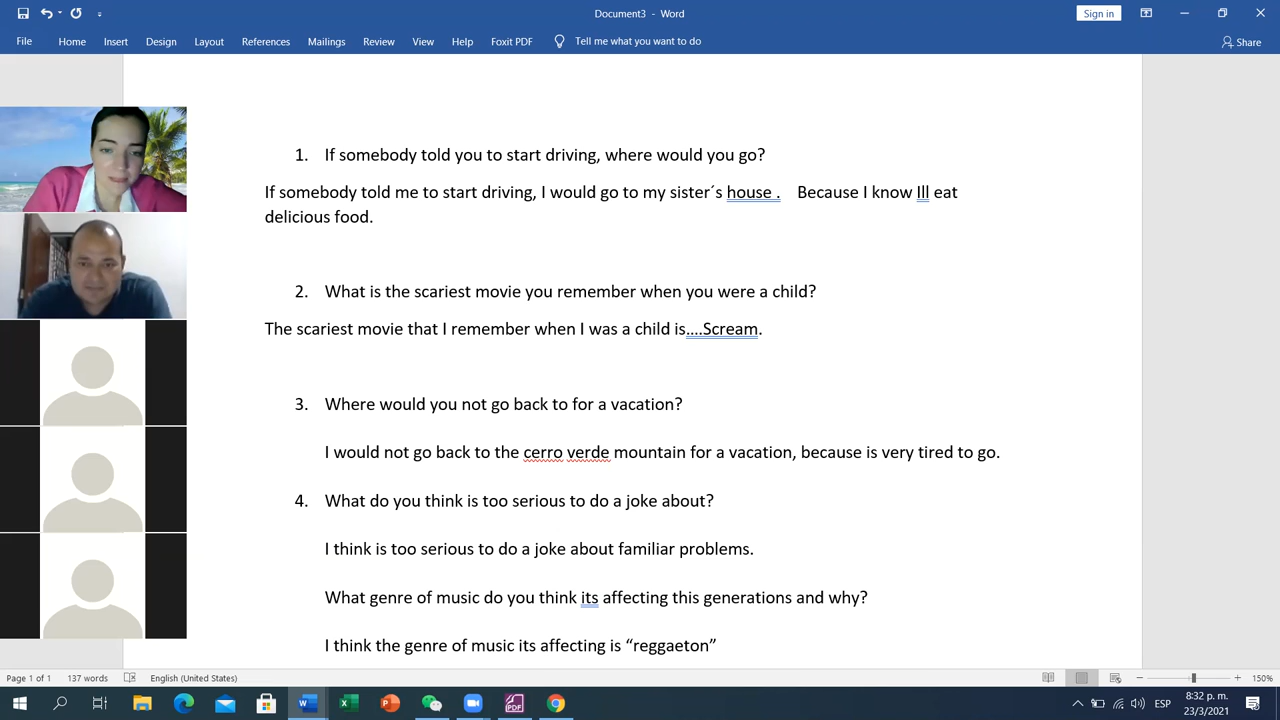 Document3 - Word
Sign in
File Home Insert Design Layout References Mailings Review View Help Foxit PDF Tell me what you want to do Share
1. If somebody told you to start driving, where would you go?
If somebody told me to start driving, I would go to my sister´s house . Because I know Ill eat
delicious food.
2. What is the scariest movie you remember when you were a child?
The scariest movie that I remember when I was a child is....Scream.
3. Where would you not go back to for a vacation?
I would not go back to the cerro verde mountain for a vacation, because is very tired to go.
4. What do you think is too serious to do a joke about?
I think is too serious to do a joke about familiar problems.
What genre of music do you think its affecting this generations and why?
I think the genre of music its affecting is “reggaeton”
Page 1 of 1 137 words English (United States) 150%
ESP
8:32 p. m.
23/3/2021